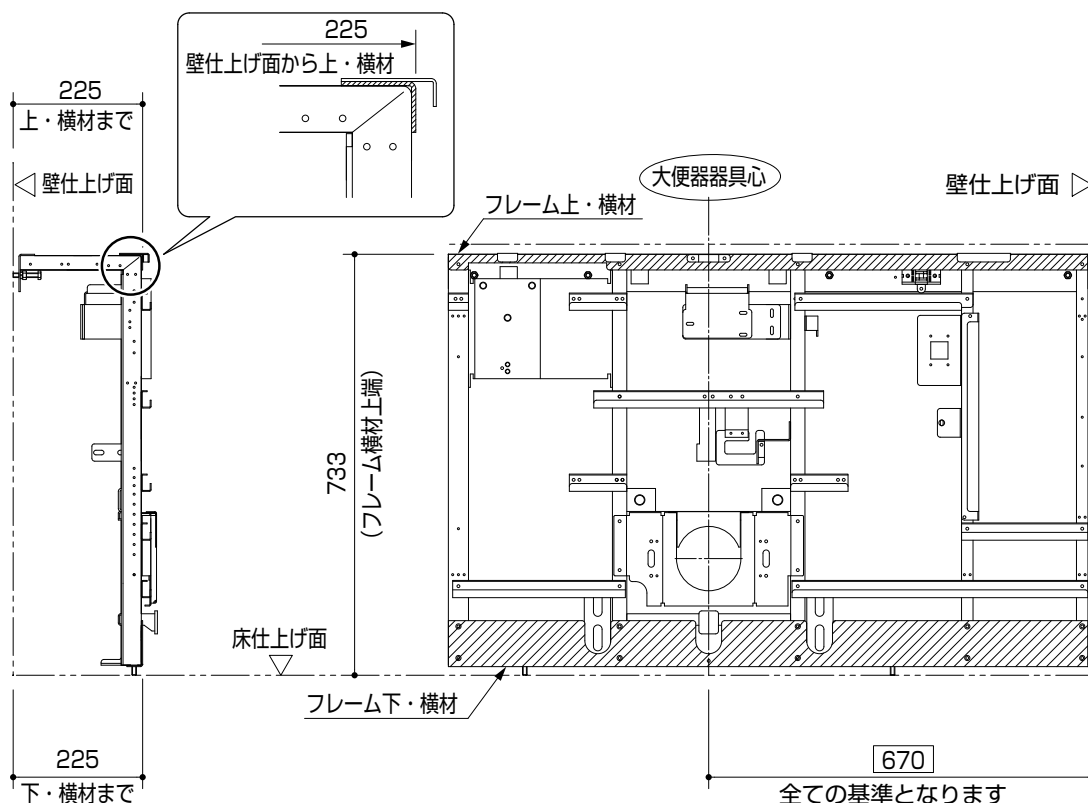 225
壁仕上げ面から上・横材
225
上・横材まで
壁仕上げ面
大便器器具心
壁仕上げ面
フレーム上・横材
733
(フレーム横材上端)
床仕上げ面
フレーム下・横材
225
下・横材まで
670
全ての基準となります